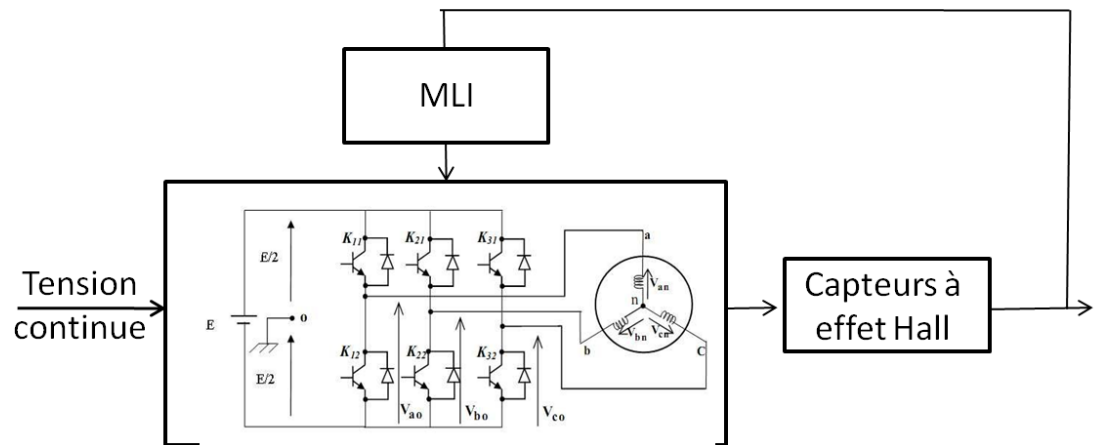 MLI
Tension
continue
Capteurs à
effet Hall
E/2
E
o
E/2
K11
K21
K31
K12
K22
K32
Vao
Vbo
Vco
a
Van
n
Vbn
Vcn
b
C